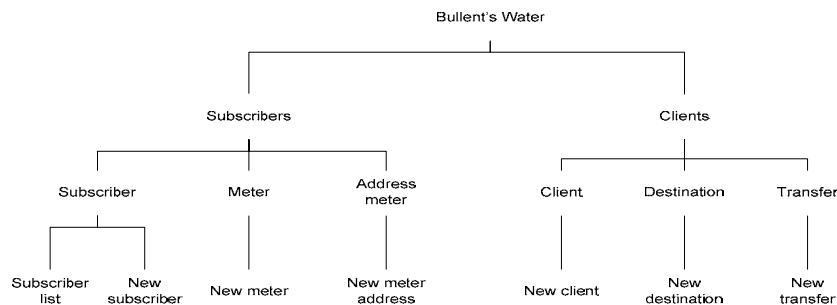 Bullent's Water
Subscribers
Clients
Subscriber
Meter
Address
meter
Client
Destination
Transfer
Subscriber
list
New
subscriber
New meter
New meter
address
New client
New
destination
New
transfer